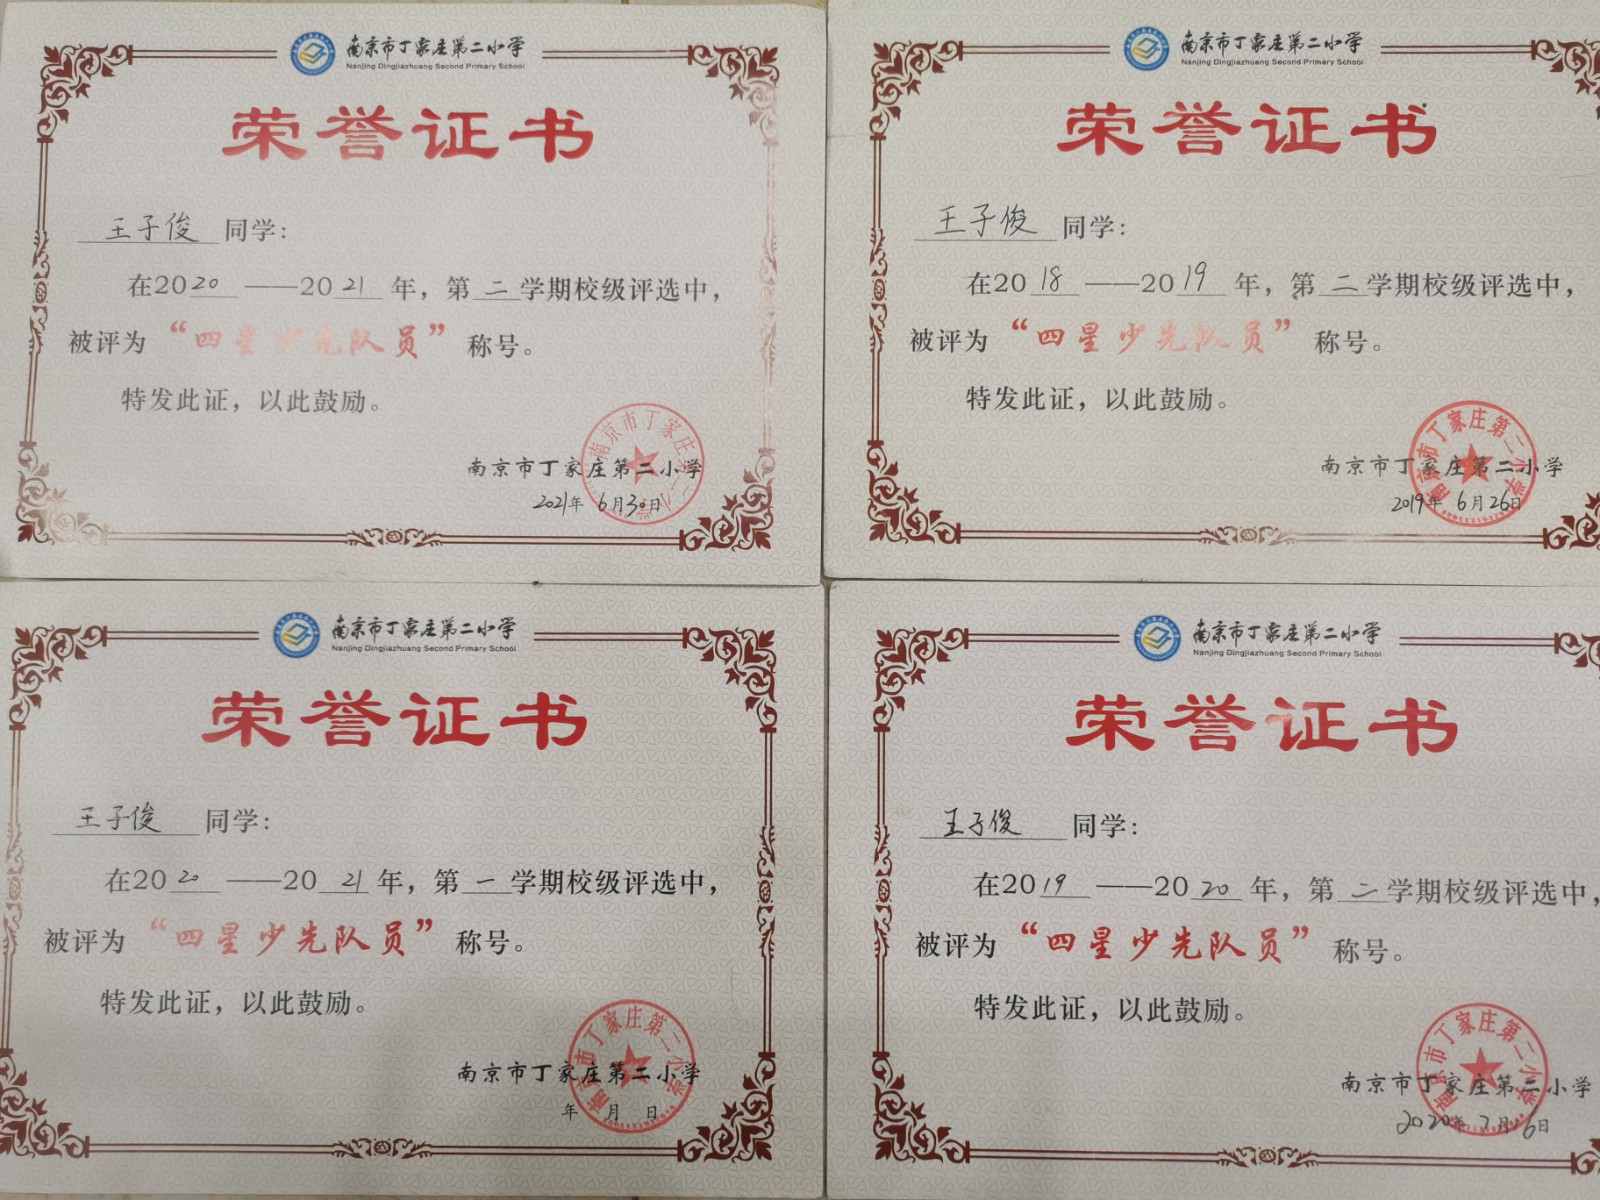 南京市丁家庄第二小学
Nanjing Dingjiazhuang Second Primary School
荣誉证书
王子俊 同学：
在2020——2021年，第二学期校级评选中，
被评为“四星少先队员”称号。
特发此证，以此鼓励。
南京市丁家庄第二小学
2021年6月30日
南京市丁家庄第二小学
Nanjing Dingjiazhuang Second Primary School
荣誉证书
王子俊 同学：
在2018——2019年，第二学期校级评选中，
被评为“四星少先队员”称号。
特发此证，以此鼓励。
南京市丁家庄第二小学
2019年6月26日
南京市丁家庄第二小学
Nanjing Dingjiazhuang Second Primary School
荣誉证书
王子俊 同学：
在2020——2021年，第一学期校级评选中，
被评为“四星少先队员”称号。
特发此证，以此鼓励。
南京市丁家庄第二小学
年 月 日
南京市丁家庄第二小学
Nanjing Dingjiazhuang Second Primary School
荣誉证书
王子俊 同学：
在2019——2020年，第二学期校级评选中，
被评为“四星少先队员”称号。
特发此证，以此鼓励。
南京市丁家庄第二小学
2020年7月16日